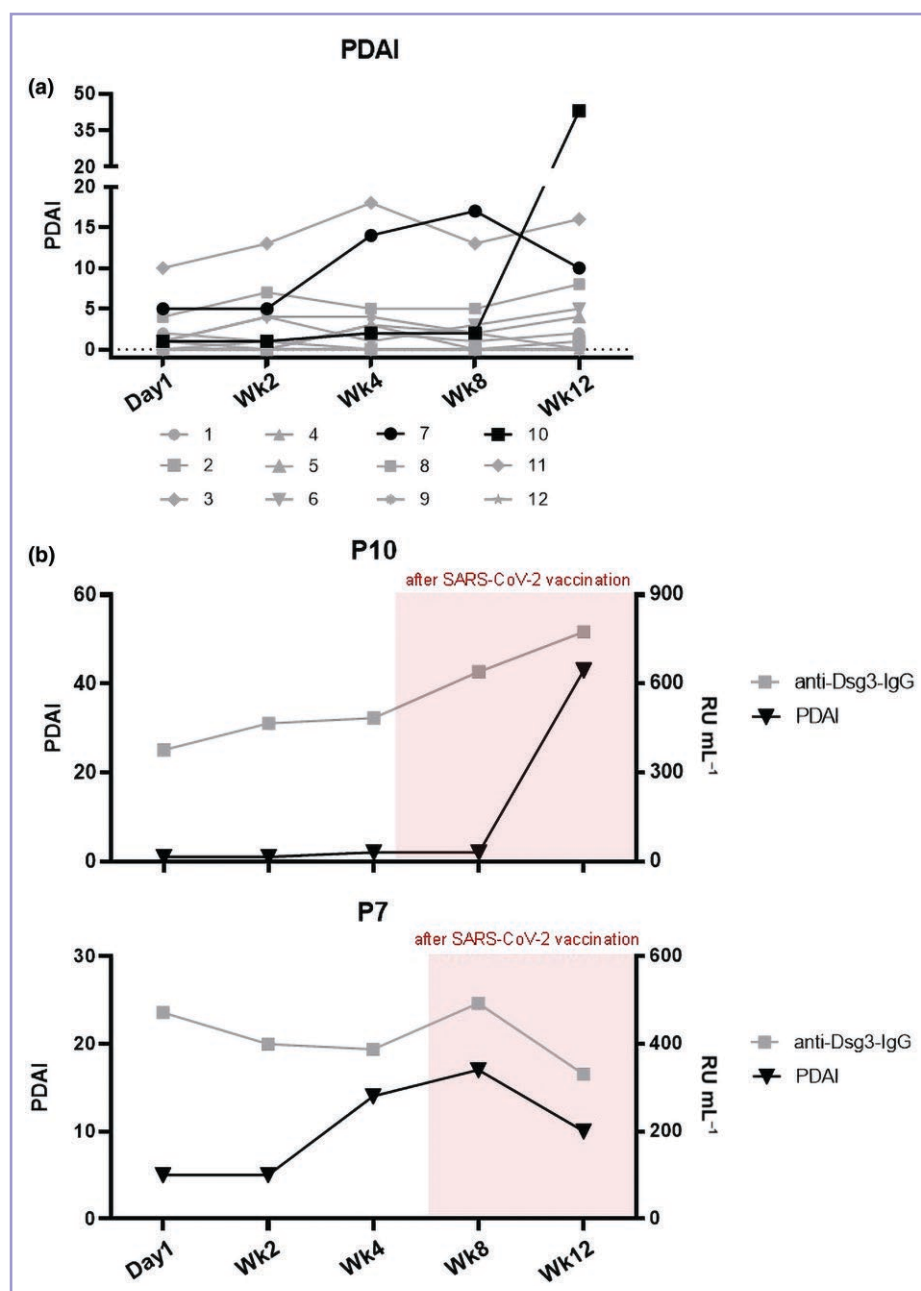 PDAI
(a)
50
35
20
20
15
10
5
0
PDAI
Day1 Wk2 Wk4 Wk8 Wk12
1 4 7 10
2 5 8 11
3 6 9 12
(b)
P10
after SARS-CoV-2 vaccination
60 900
40 600
20 300
0 0
PDAI
RU mL⁻¹
anti-Dsg3-IgG
PDAI
P7
after SARS-CoV-2 vaccination
30 600
20 400
10 200
0 0
PDAI
RU mL⁻¹
anti-Dsg3-IgG
PDAI
Day1 Wk2 Wk4 Wk8 Wk12